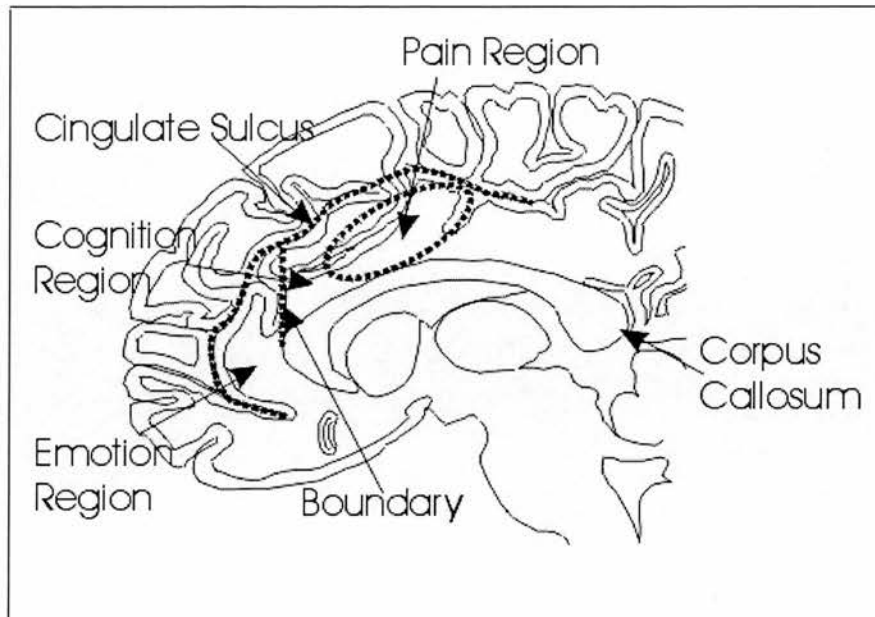 Pain Region
Cingulate Sulcus
Cognition
Region
Corpus
Callosum
Emotion
Region
Boundary